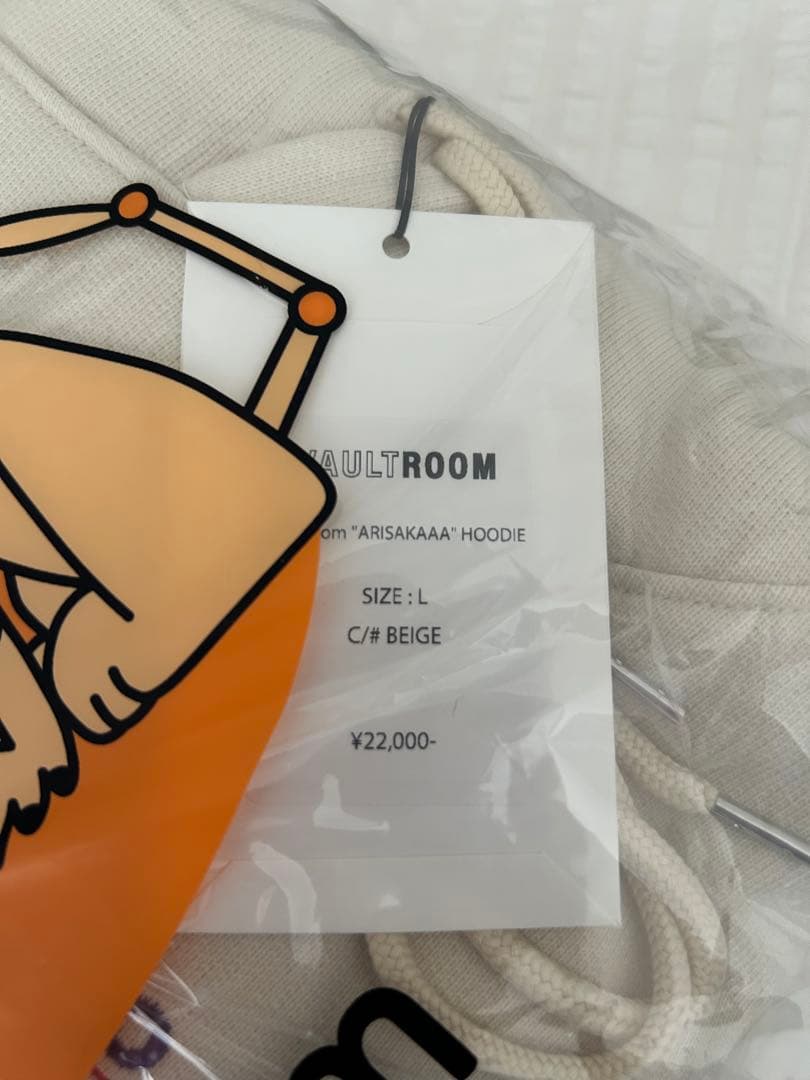 VAULTROOM
om "ARISAKAAA" HOODIE
SIZE : L
C/# BEIGE
¥22,000-
m